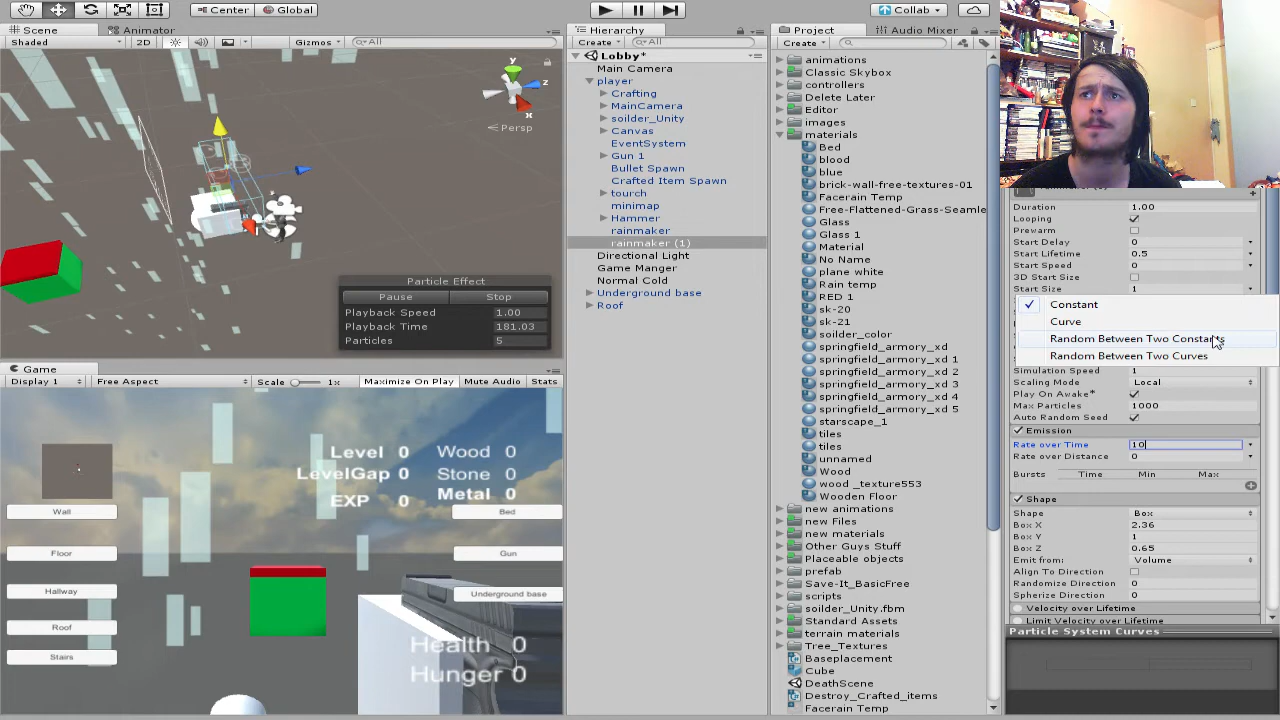 Center
Global
Collab
Scene
Animator
Shaded
2D
Gizmos
All
Persp
y
z
x
Particle Effect
Pause
Stop
Playback Speed 1.00
Playback Time 181.03
Particles 5
Game
Display 1
Free Aspect
Scale 1x
Maximize On Play
Mute Audio
Stats
Level 0
LevelGap 0
EXP 0
Wood 0
Stone 0
Metal 0
Wall
Floor
Hallway
Roof
Stairs
Bed
Gun
Underground base
Health 0
Hunger 0
Hierarchy
Create
All
Lobby*
Main Camera
player
Crafting
MainCamera
soilder_Unity
Canvas
EventSystem
Gun 1
Bullet Spawn
Crafted Item Spawn
tourch
minimap
Hammer
rainmaker
rainmaker (1)
Directional Light
Game Manger
Normal Cold
Underground base
Roof
Project
Audio Mixer
Create
animations
Classic Skybox
controllers
Delete Later
Editor
images
materials
Bed
blood
blue
brick-wall-free-textures-01
Facerain Temp
Free-Flattened-Grass-Seamle
Glass
Glass 1
Material
No Name
plane white
Rain temp
RED 1
sk-20
sk-21
soilder_color
springfield_armory_xd
springfield_armory_xd 1
springfield_armory_xd 2
springfield_armory_xd 3
springfield_armory_xd 4
springfield_armory_xd 5
starscape_1
tiles
tiles
unnamed
Wood
wood _texture553
Wooden Floor
new animations
new Files
new materials
Other Guys Stuff
Placeable objects
prefab
Save-It_BasicFree
scripts
soilder_Unity.fbm
Standard Assets
terrain materials
Tree_Textures
Baseplacement
Cube
DeathScene
Destroy_Crafted_items
Facerain Temp
Duration 1.00
Looping
Prewarm
Start Delay 0
Start Lifetime 0.5
Start Speed 0
3D Start Size
Start Size 1
Constant
Curve
Random Between Two Constants
Random Between Two Curves
Simulation Speed 1
Scaling Mode Local
Play On Awake*
Max Particles 1000
Auto Random Seed
Emission
Rate over Time 10
Rate over Distance 0
Bursts Time Min Max
Shape
Shape Box
Box X 2.36
Box Y 1
Box Z 0.65
Emit from: Volume
Align To Direction
Randomize Direction 0
Spherize Direction 0
Velocity over Lifetime
Limit Velocity over Lifetime
Particle System Curves